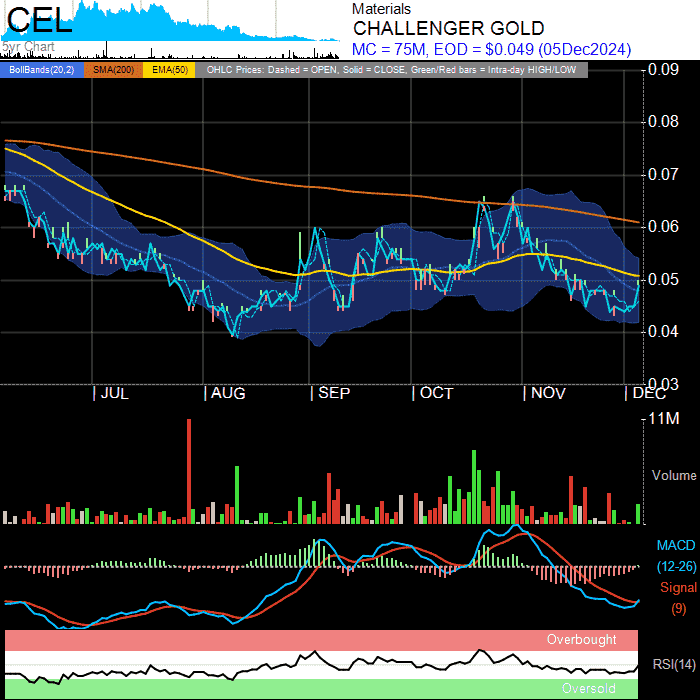 CEL
5yr Chart
Materials
CHALLENGER GOLD
MC = 75M, EOD = $0.049 (05Dec2024)
BollBands(20,2) SMA(200) EMA(50) OHLC Prices: Dashed = OPEN, Solid = CLOSE, Green/Red bars = Intra-day HIGH/LOW
0.09
0.08
0.07
0.06
0.05
0.04
0.03
| JUL | AUG | SEP | OCT | NOV | DEC
11M
Volume
MACD
(12-26)
Signal
(9)
Overbought
RSI(14)
Oversold